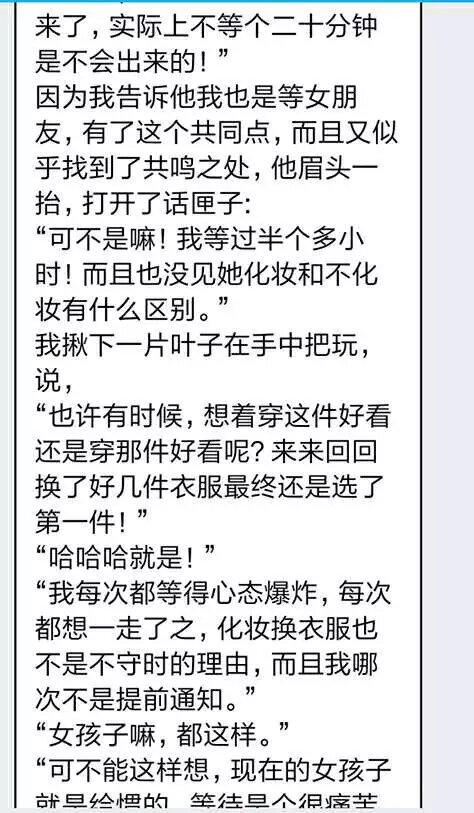 来了，实际上不等个二十分钟
是不会出来的！”
因为我告诉他我也是等女朋
友，有了这个共同点，而且又似
乎找到了共鸣之处，他眉头一
抬，打开了话匣子：
“可不是嘛！我等过半个多小
时！而且也没见她化妆和不化
妆有什么区别。”
我揪下一片叶子在手中把玩，
说，
“也许有时候，想着穿这件好看
还是穿那件好看呢？来来回回
换了好几件衣服最终还是选了
第一件！”
“哈哈哈就是！”
“我每次都等得心态爆炸，每次
都想一走了之，化妆换衣服也
不是不守时的理由，而且我哪
次不是提前通知。”
“女孩子嘛，都这样。”
“可不能这样想，现在的女孩子
就是给惯的，等待是个很痛苦